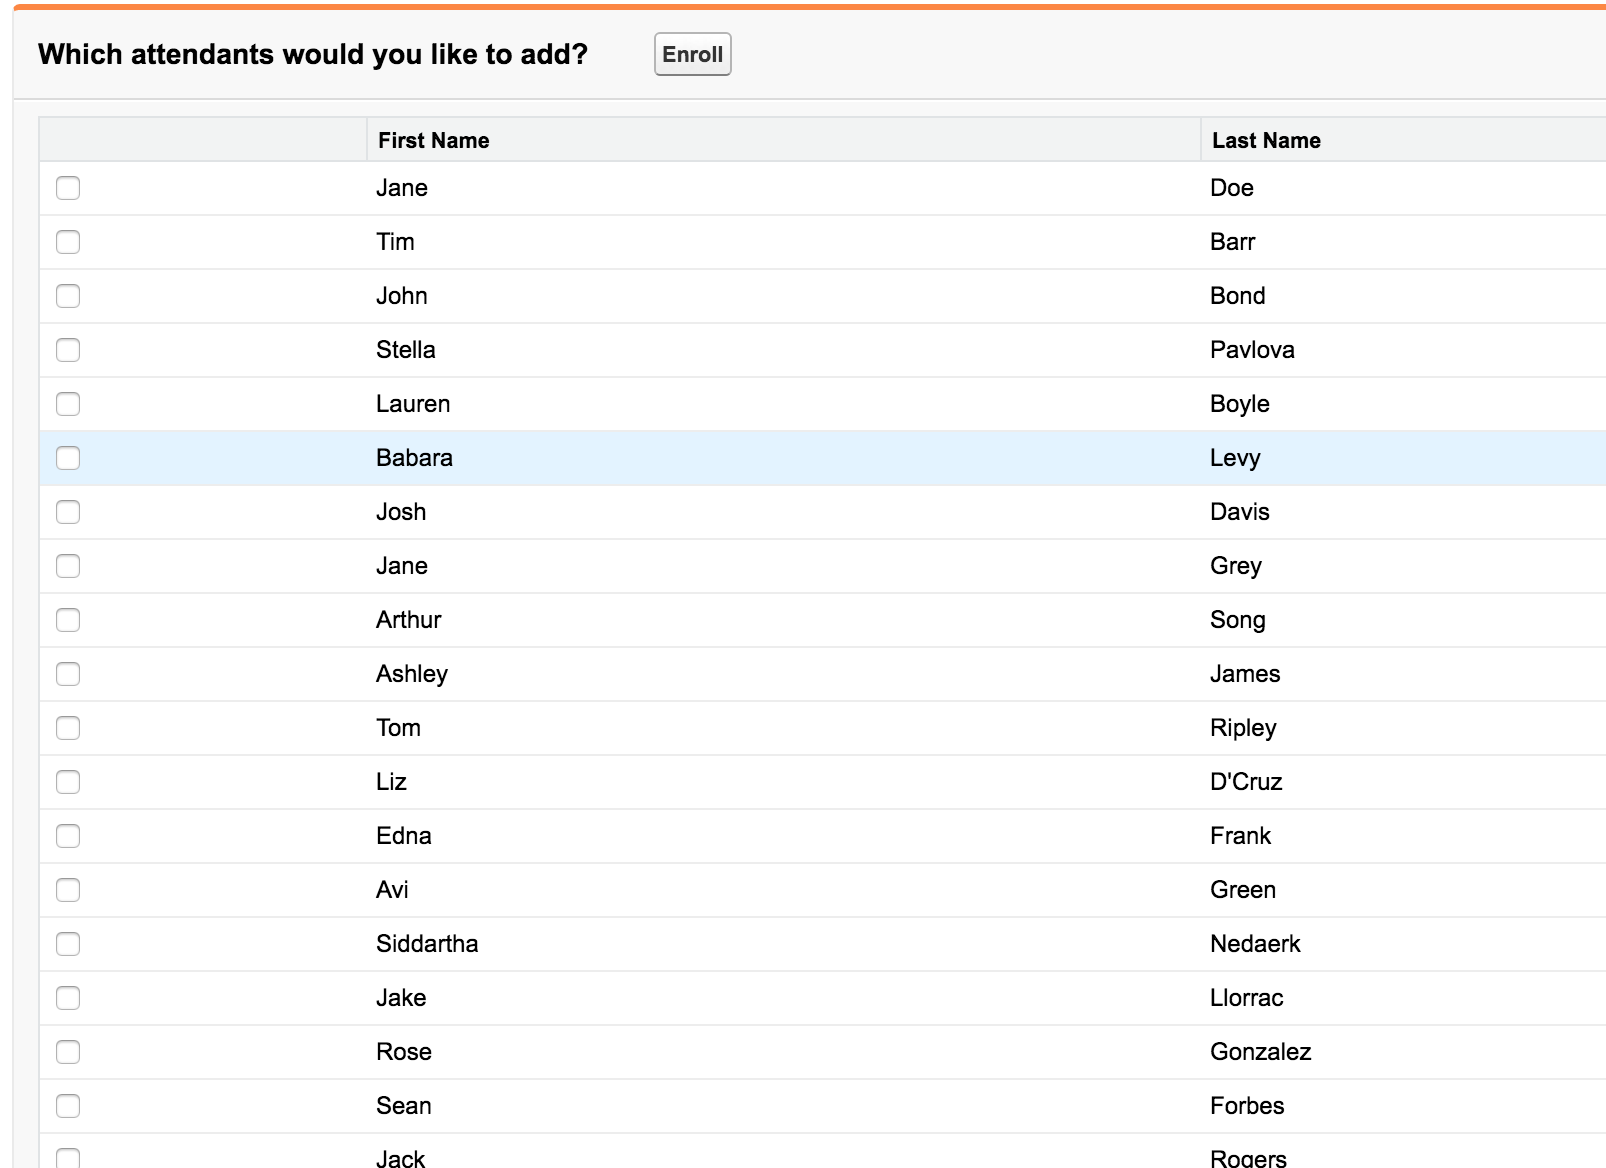 Which attendants would you like to add? Enroll
First Name Last Name
Jane Doe
Tim Barr
John Bond
Stella Pavlova
Lauren Boyle
Babara Levy
Josh Davis
Jane Grey
Arthur Song
Ashley James
Tom Ripley
Liz D'Cruz
Edna Frank
Avi Green
Siddartha Nedaerk
Jake Llorrac
Rose Gonzalez
Sean Forbes
Jack Rogers